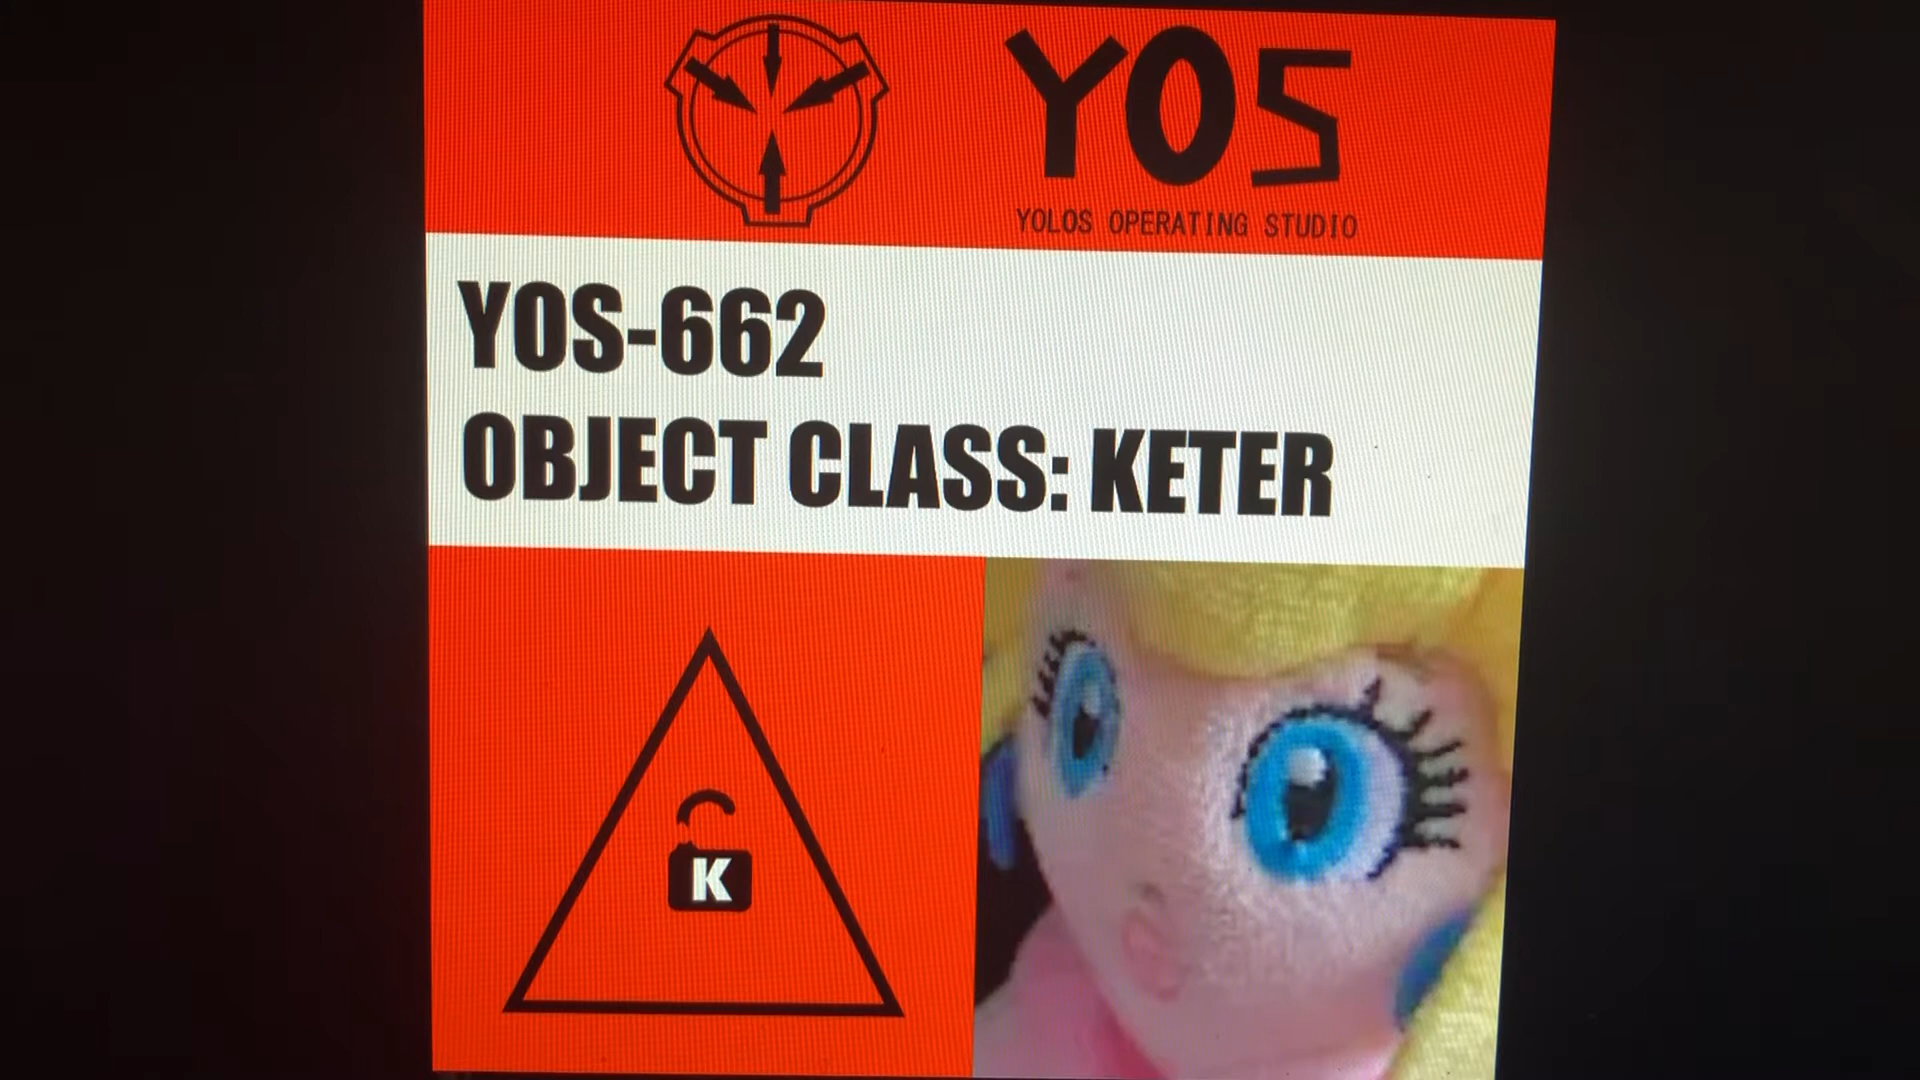 YOS
YOLOS OPERATING STUDIO
YOS-662
OBJECT CLASS: KETER
K